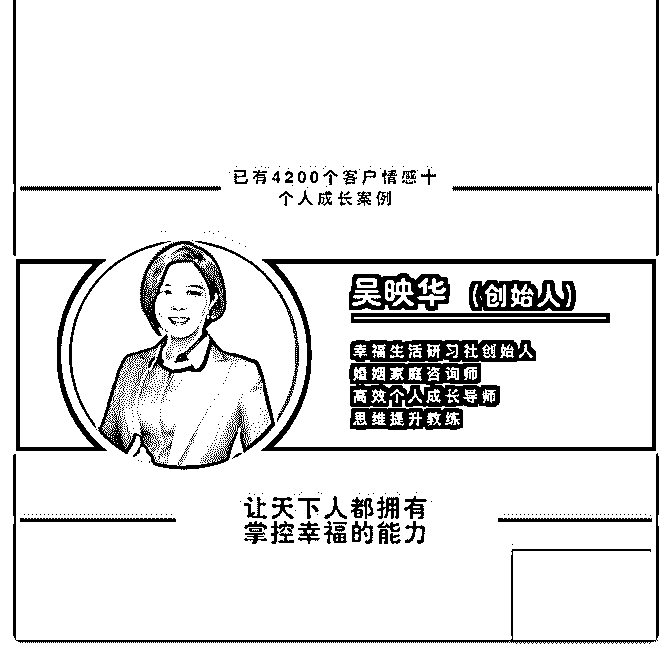 已有4200个客户情感十
个人成长案例
吴映华（创始人）
幸福生活研习社创始人
婚姻家庭咨询师
高效个人成长导师
思维提升教练
让天下人都拥有
掌控幸福的能力